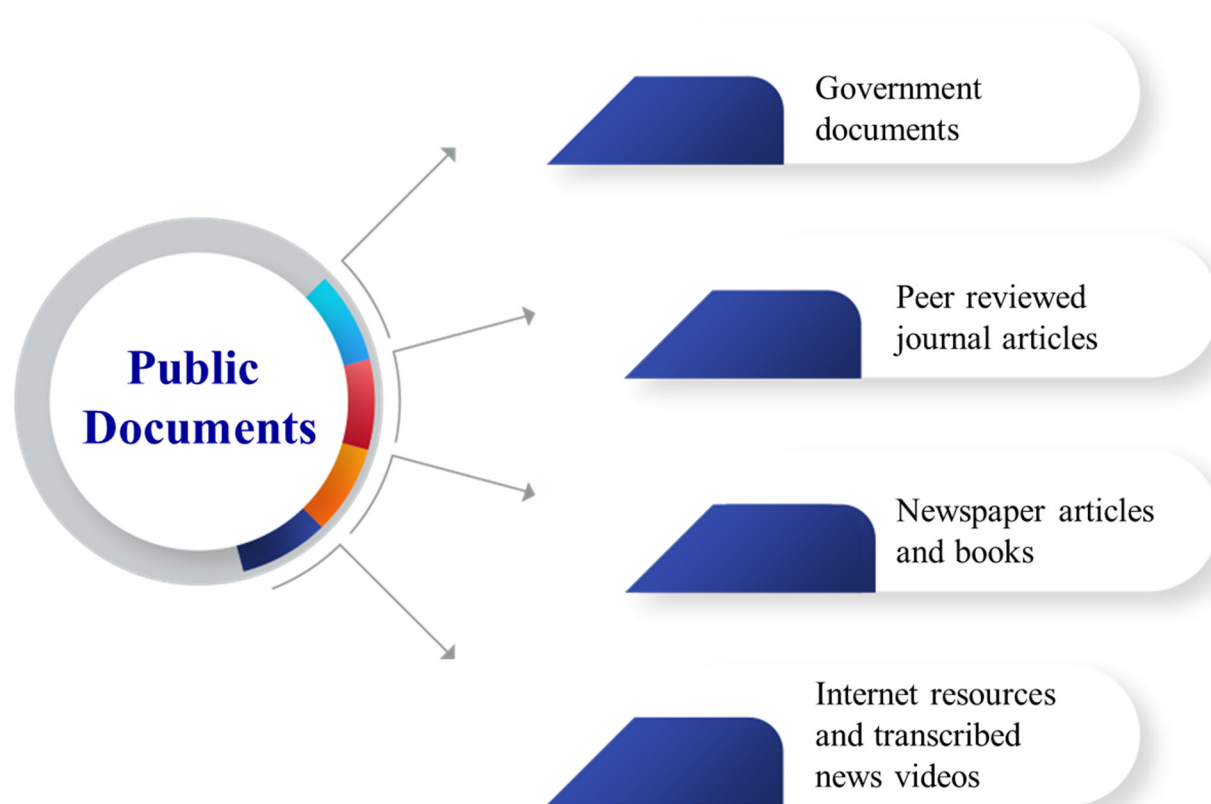 Public
Documents
Government
documents
Peer reviewed
journal articles
Newspaper articles
and books
Internet resources
and transcribed
news videos